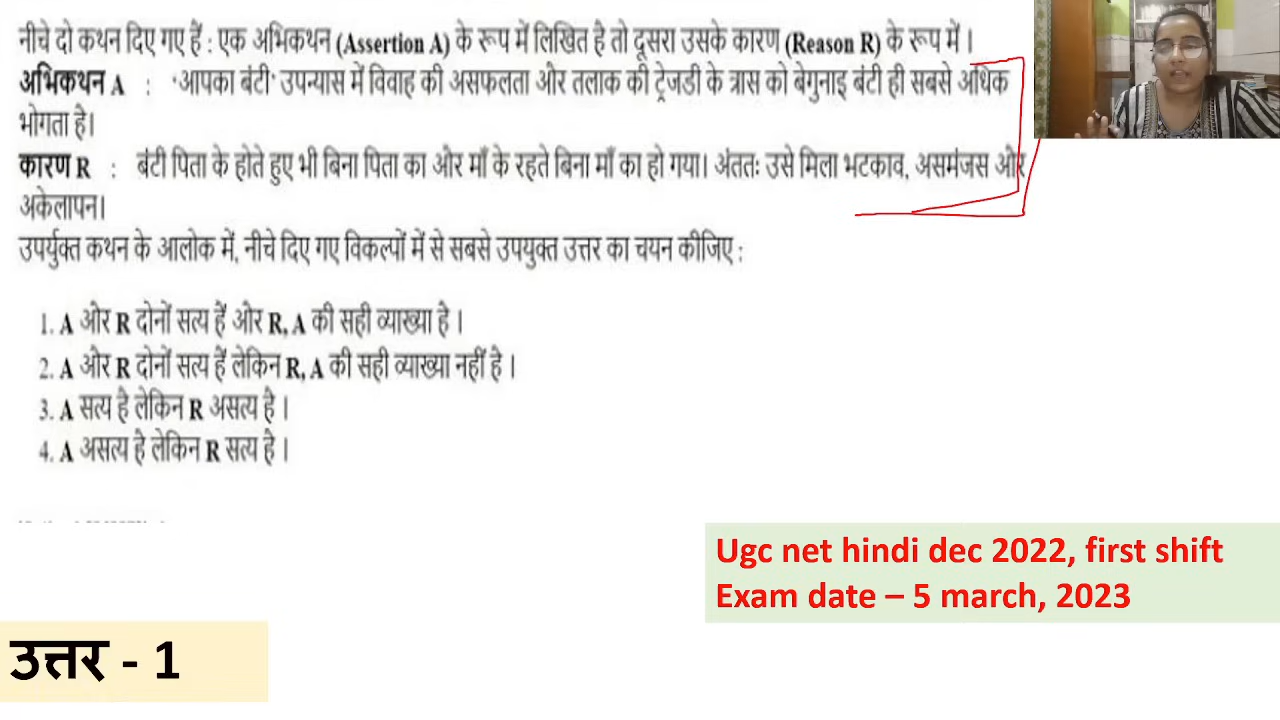 नीचे दो कथन दिए गए हैं : एक अभिकथन (Assertion A) के रूप में लिखित है तो दूसरा उसके कारण (Reason R) के रूप में।
अभिकथन A : 'आपका बंटी' उपन्यास में विवाह की असफलता और तलाक की ट्रेजडी के त्रास को बेगुनाह बंटी ही सबसे अधिक
भोगता है।
कारण R : बंटी पिता के होते हुए भी बिना पिता का और माँ के रहते बिना माँ का हो गया। अंततः उसे मिला भटकाव, असमंजस और
अकेलापन।
उपर्युक्त कथन के आलोक में, नीचे दिए गए विकल्पों में से सबसे उपयुक्त उत्तर का चयन कीजिए :
1. A और R दोनों सत्य हैं और R, A की सही व्याख्या है।
2. A और R दोनों सत्य हैं लेकिन R, A की सही व्याख्या नहीं है।
3. A सत्य है लेकिन R असत्य है।
4. A असत्य है लेकिन R सत्य है।
Ugc net hindi dec 2022, first shift
Exam date – 5 march, 2023
उत्तर - 1